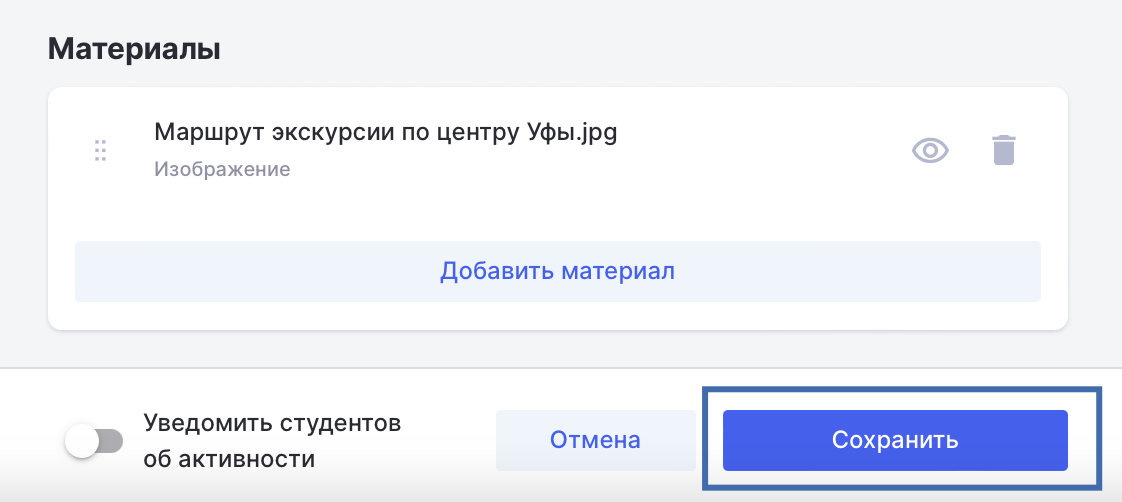 Материалы
Маршрут экскурсии по центру Уфы.jpg
Изображение
Добавить материал
Уведомить студентов
об активности
Отмена
Сохранить